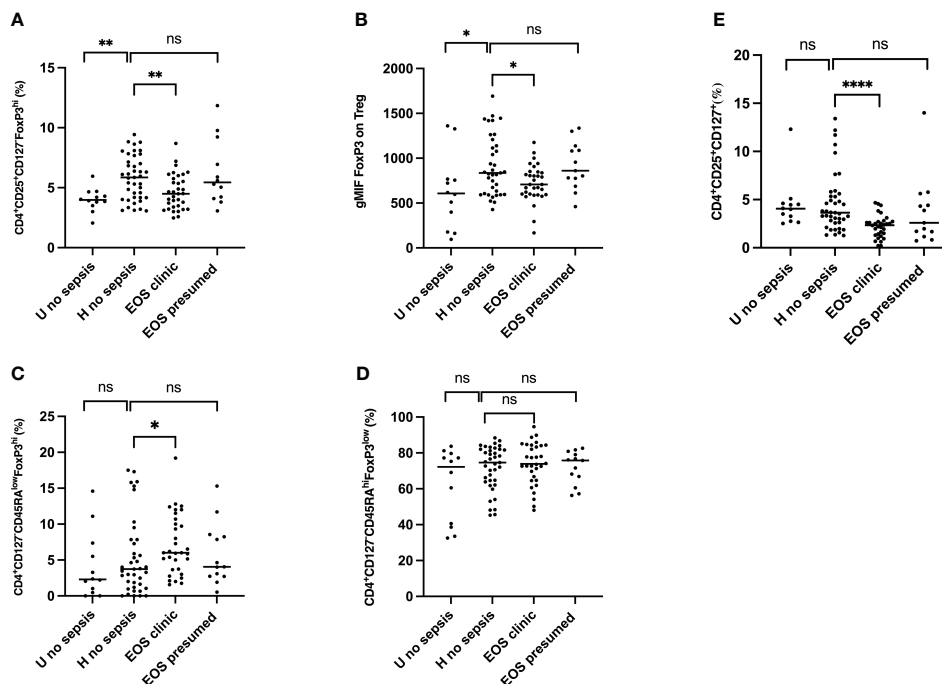 A
ns
**
**
CD4⁺CD25⁺CD127⁻FoxP3ʰⁱ (%)
15
10
5
0
U no sepsis
H no sepsis
EOS clinic
EOS presumed
B
ns
*
*
gMIF FoxP3 on Treg
2000
1500
1000
500
0
U no sepsis
H no sepsis
EOS clinic
EOS presumed
E
ns
ns
****
CD4⁺CD25⁺CD127⁺(%)
20
15
10
5
0
U no sepsis
H no sepsis
EOS clinic
EOS presumed
C
ns
ns
*
CD4⁺CD127⁻CD45RAˡᵒʷFoxP3ʰⁱ (%)
25
20
15
10
5
0
U no sepsis
H no sepsis
EOS clinic
EOS presumed
D
ns
ns
ns
CD4⁺CD127⁻CD45RAʰⁱFoxP3ˡᵒʷ (%)
100
80
60
40
20
0
U no sepsis
H no sepsis
EOS clinic
EOS presumed